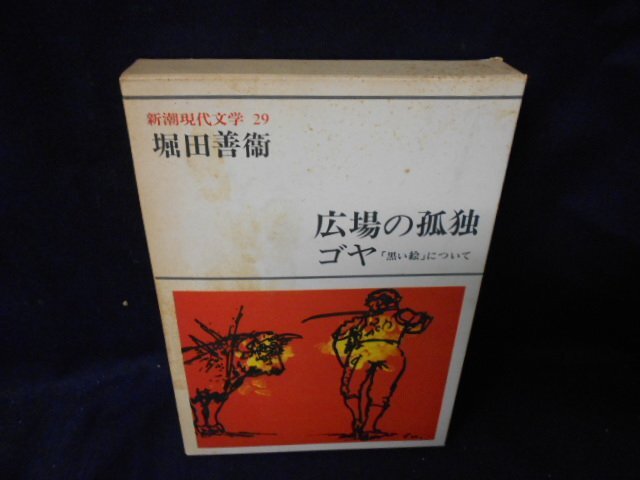 新潮現代文学 29
堀田善衞
広場の孤独
ゴヤ「黒い絵」について